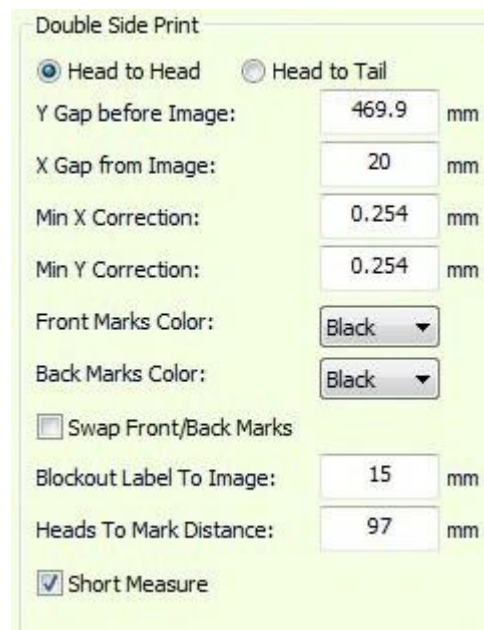 Double Side Print
Head to Head Head to Tail
Y Gap before Image: 469.9 mm
X Gap from Image: 20 mm
Min X Correction: 0.254 mm
Min Y Correction: 0.254 mm
Front Marks Color: Black
Back Marks Color: Black
Swap Front/Back Marks
Blockout Label To Image: 15 mm
Heads To Mark Distance: 97 mm
Short Measure